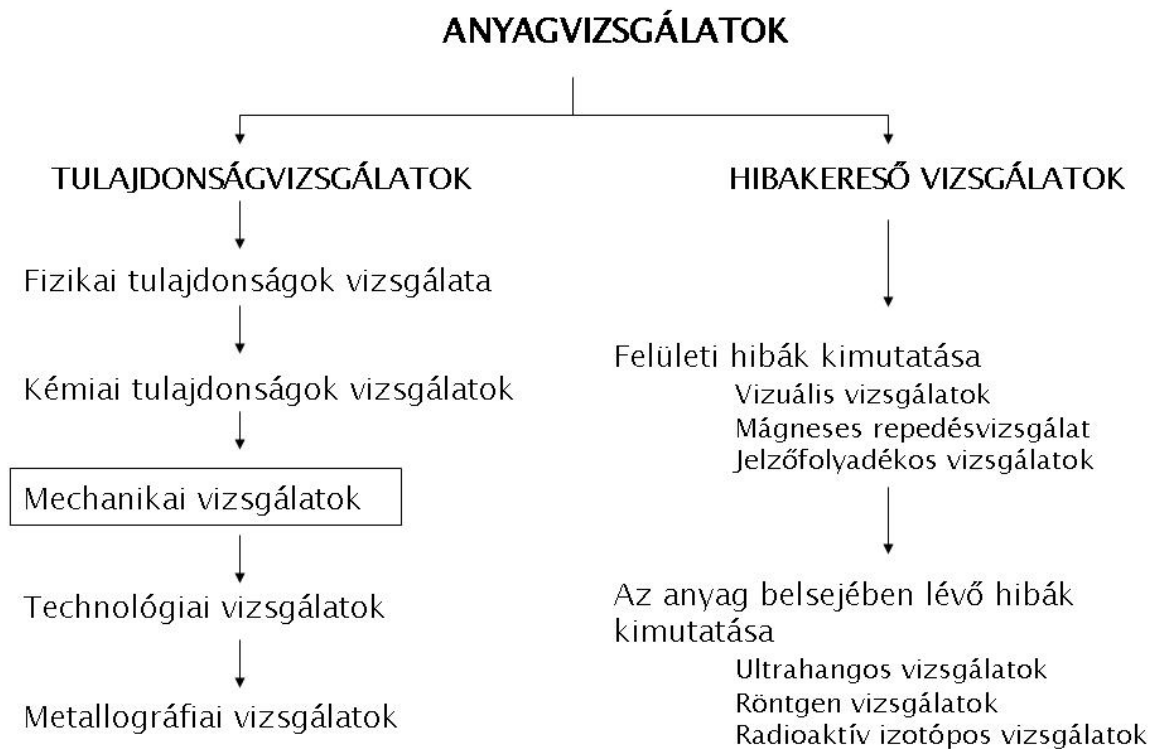 ANYAGVIZSGÁLATOK
TULAJDONSÁGVIZSGÁLATOK
Fizikai tulajdonságok vizsgálata
Kémiai tulajdonságok vizsgálatok
Mechanikai vizsgálatok
Technológiai vizsgálatok
Metallográfiai vizsgálatok
HIBAKERESŐ VIZSGÁLATOK
Felületi hibák kimutatása
Vizuális vizsgálatok
Mágneses repedésvizsgálat
Jelzőfolyadékos vizsgálatok
Az anyag belsejében lévő hibák
kimutatása
Ultrahangos vizsgálatok
Röntgen vizsgálatok
Radioaktív izotópos vizsgálatok